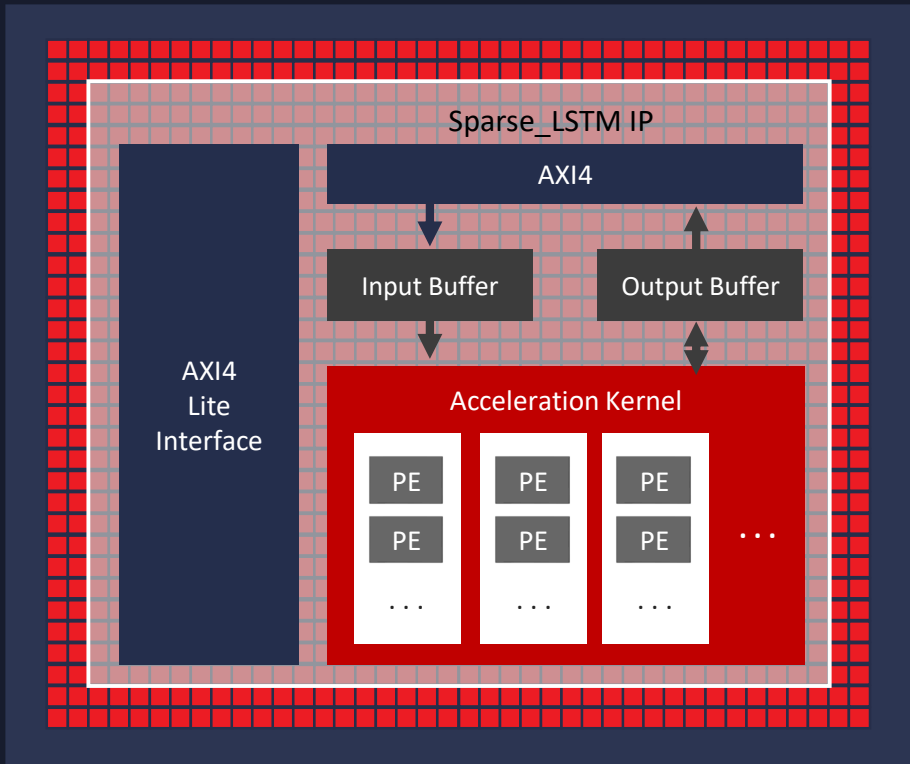 Sparse_LSTM IP
AXI4
Input Buffer
Output Buffer
AXI4
Lite
Interface
Acceleration Kernel
PE PE PE
PE PE PE
. . .
. . . . . . . . .